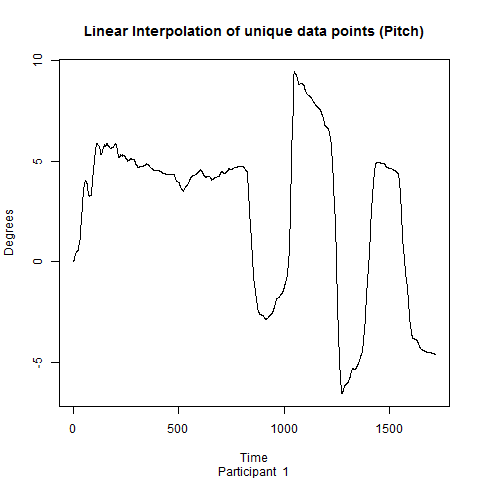 Linear Interpolation of unique data points (Pitch)
10
5
0
-5
Degrees
0 500 1000 1500
Time
Participant 1